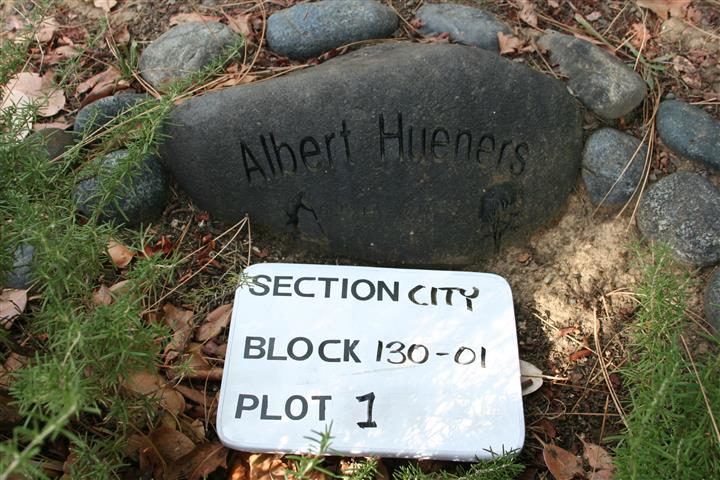 Albert Hueners
SECTION CITY
BLOCK 130-01
PLOT 1